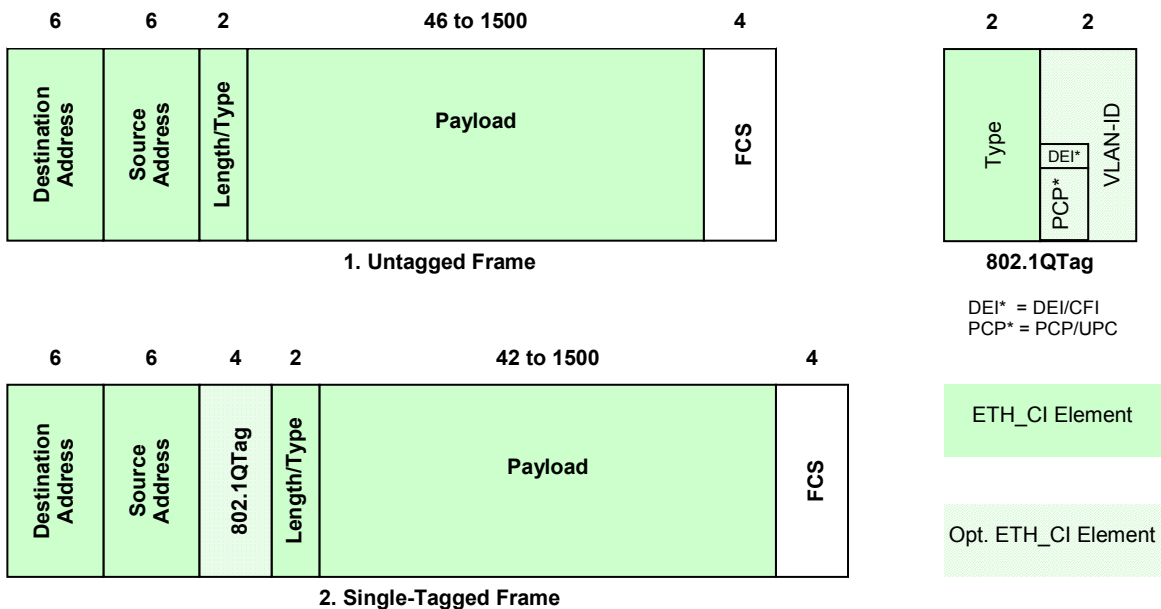 6 6 2 46 to 1500 4
Destination
Address
Source
Address
Length/Type
Payload
FCS
1. Untagged Frame
2 2
Type
DEI*
PCP*
VLAN-ID
802.1QTag
DEI* = DEI/CFI
PCP* = PCP/UPC
6 6 4 2 42 to 1500 4
Destination
Address
Source
Address
802.1QTag
Length/Type
Payload
FCS
2. Single-Tagged Frame
ETH_CI Element
Opt. ETH_CI Element